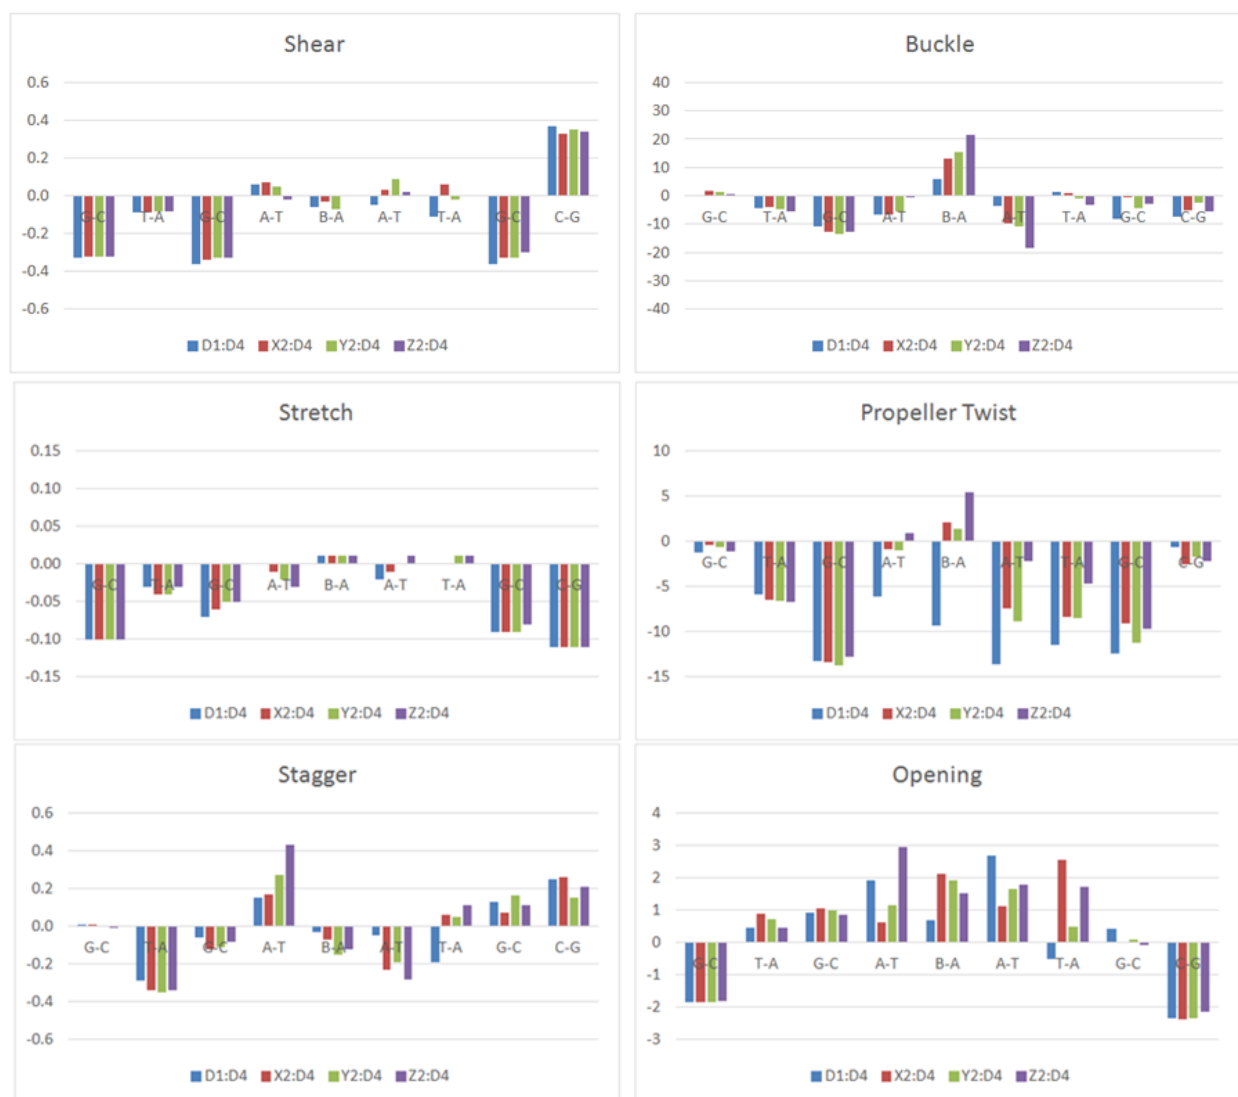 Shear
0.6
0.4
0.2
0.0
-0.2
-0.4
-0.6
G-C T-A G-C A-T B-A A-T T-A G-C C-G
D1:D4 X2:D4 Y2:D4 Z2:D4
Buckle
40
30
20
10
0
-10
-20
-30
-40
G-C T-A G-C A-T B-A A-T T-A G-C C-G
D1:D4 X2:D4 Y2:D4 Z2:D4
Stretch
0.15
0.10
0.05
0.00
-0.05
-0.10
-0.15
G-C T-A G-C A-T B-A A-T T-A G-C C-G
D1:D4 X2:D4 Y2:D4 Z2:D4
Propeller Twist
10
5
0
-5
-10
-15
G-C T-A G-C A-T B-A A-T T-A G-C C-G
D1:D4 X2:D4 Y2:D4 Z2:D4
Stagger
0.6
0.4
0.2
0.0
-0.2
-0.4
-0.6
G-C T-A G-C A-T B-A A-T T-A G-C C-G
D1:D4 X2:D4 Y2:D4 Z2:D4
Opening
4
3
2
1
0
-1
-2
-3
G-C T-A G-C A-T B-A A-T T-A G-C C-G
D1:D4 X2:D4 Y2:D4 Z2:D4